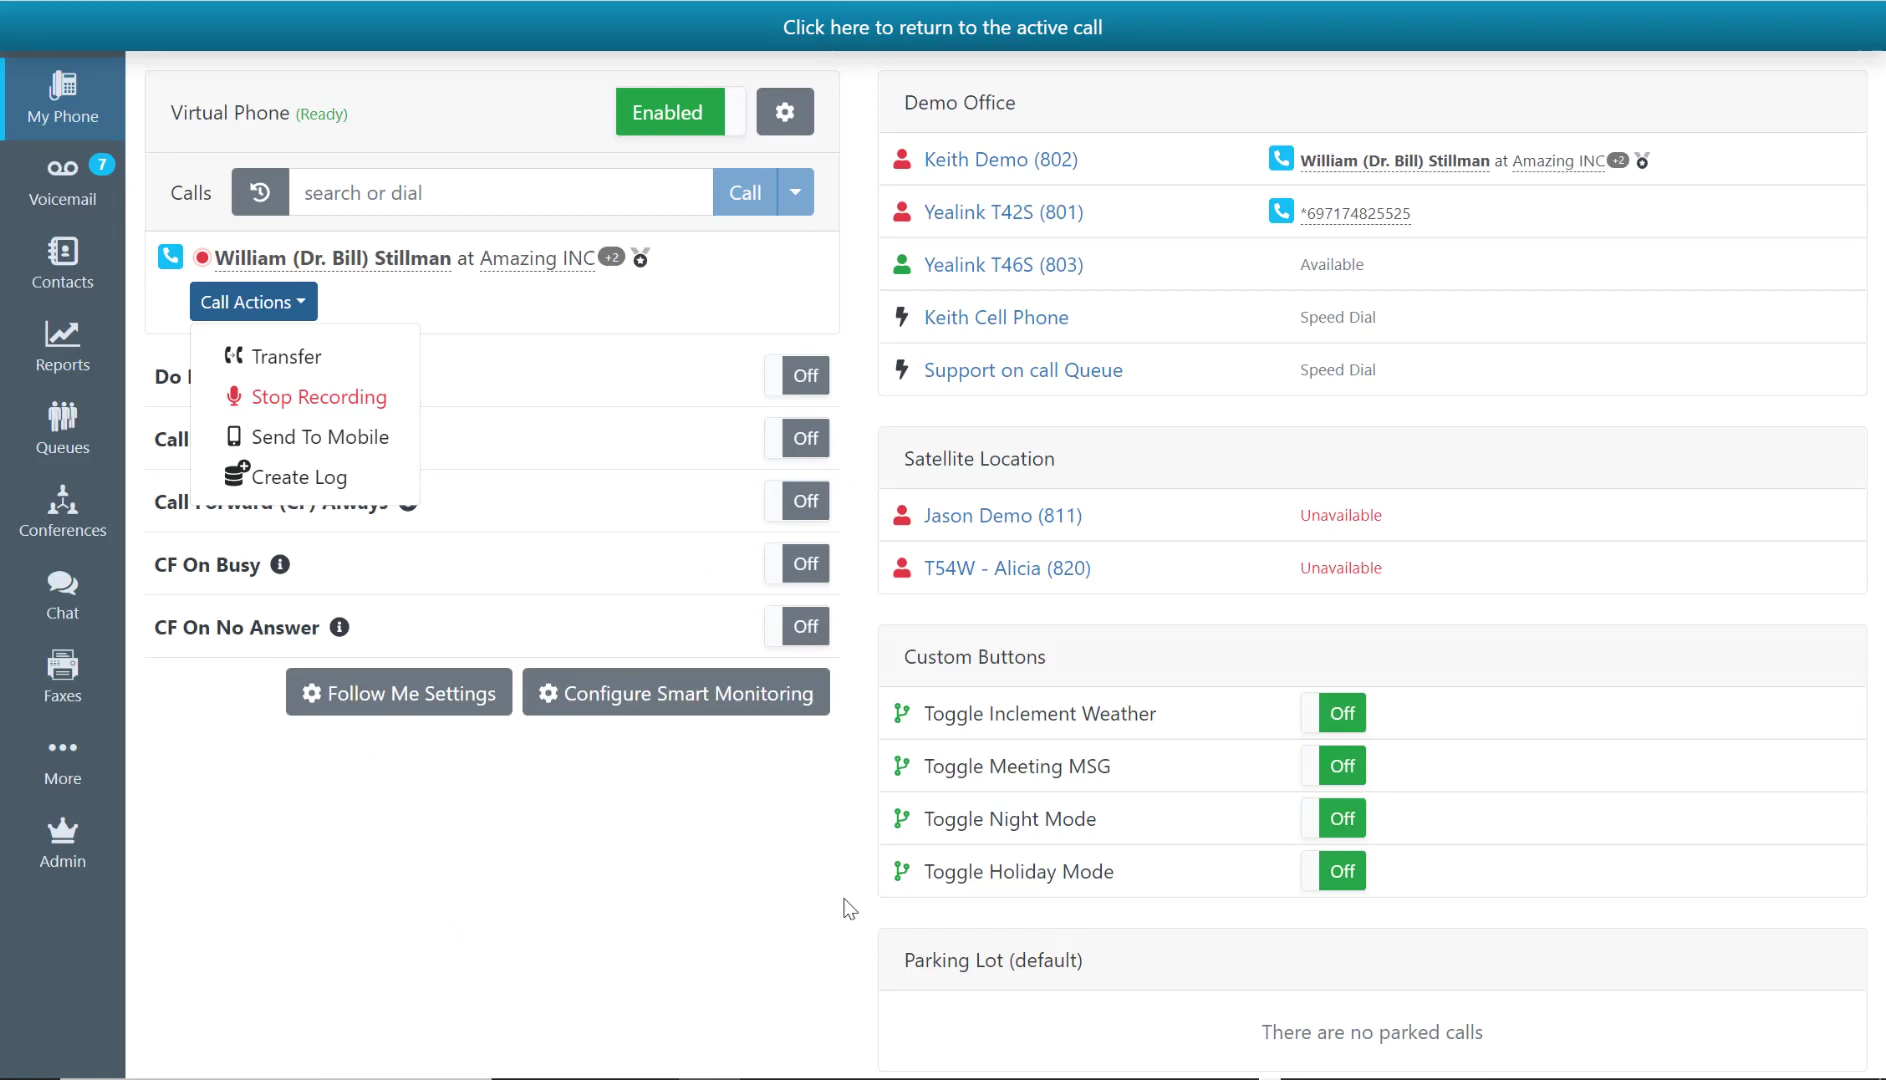 Click here to return to the active call
My Phone
7
Voicemail
Contacts
Reports
Queues
Conferences
Chat
Faxes
More
Admin
Virtual Phone (Ready)
Enabled
Calls
search or dial
Call
William (Dr. Bill) Stillman at Amazing INC +2
Call Actions
Transfer
Stop Recording
Send To Mobile
Create Log
Do
Off
Call
Off
Call Forward (CF) Always
Off
CF On Busy
Off
CF On No Answer
Off
Follow Me Settings
Configure Smart Monitoring
Demo Office
Keith Demo (802)
William (Dr. Bill) Stillman at Amazing INC +2
Yealink T42S (801)
*697174825525
Yealink T46S (803)
Available
Keith Cell Phone
Speed Dial
Support on call Queue
Speed Dial
Satellite Location
Jason Demo (811)
Unavailable
T54W - Alicia (820)
Unavailable
Custom Buttons
Toggle Inclement Weather
Off
Toggle Meeting MSG
Off
Toggle Night Mode
Off
Toggle Holiday Mode
Off
Parking Lot (default)
There are no parked calls